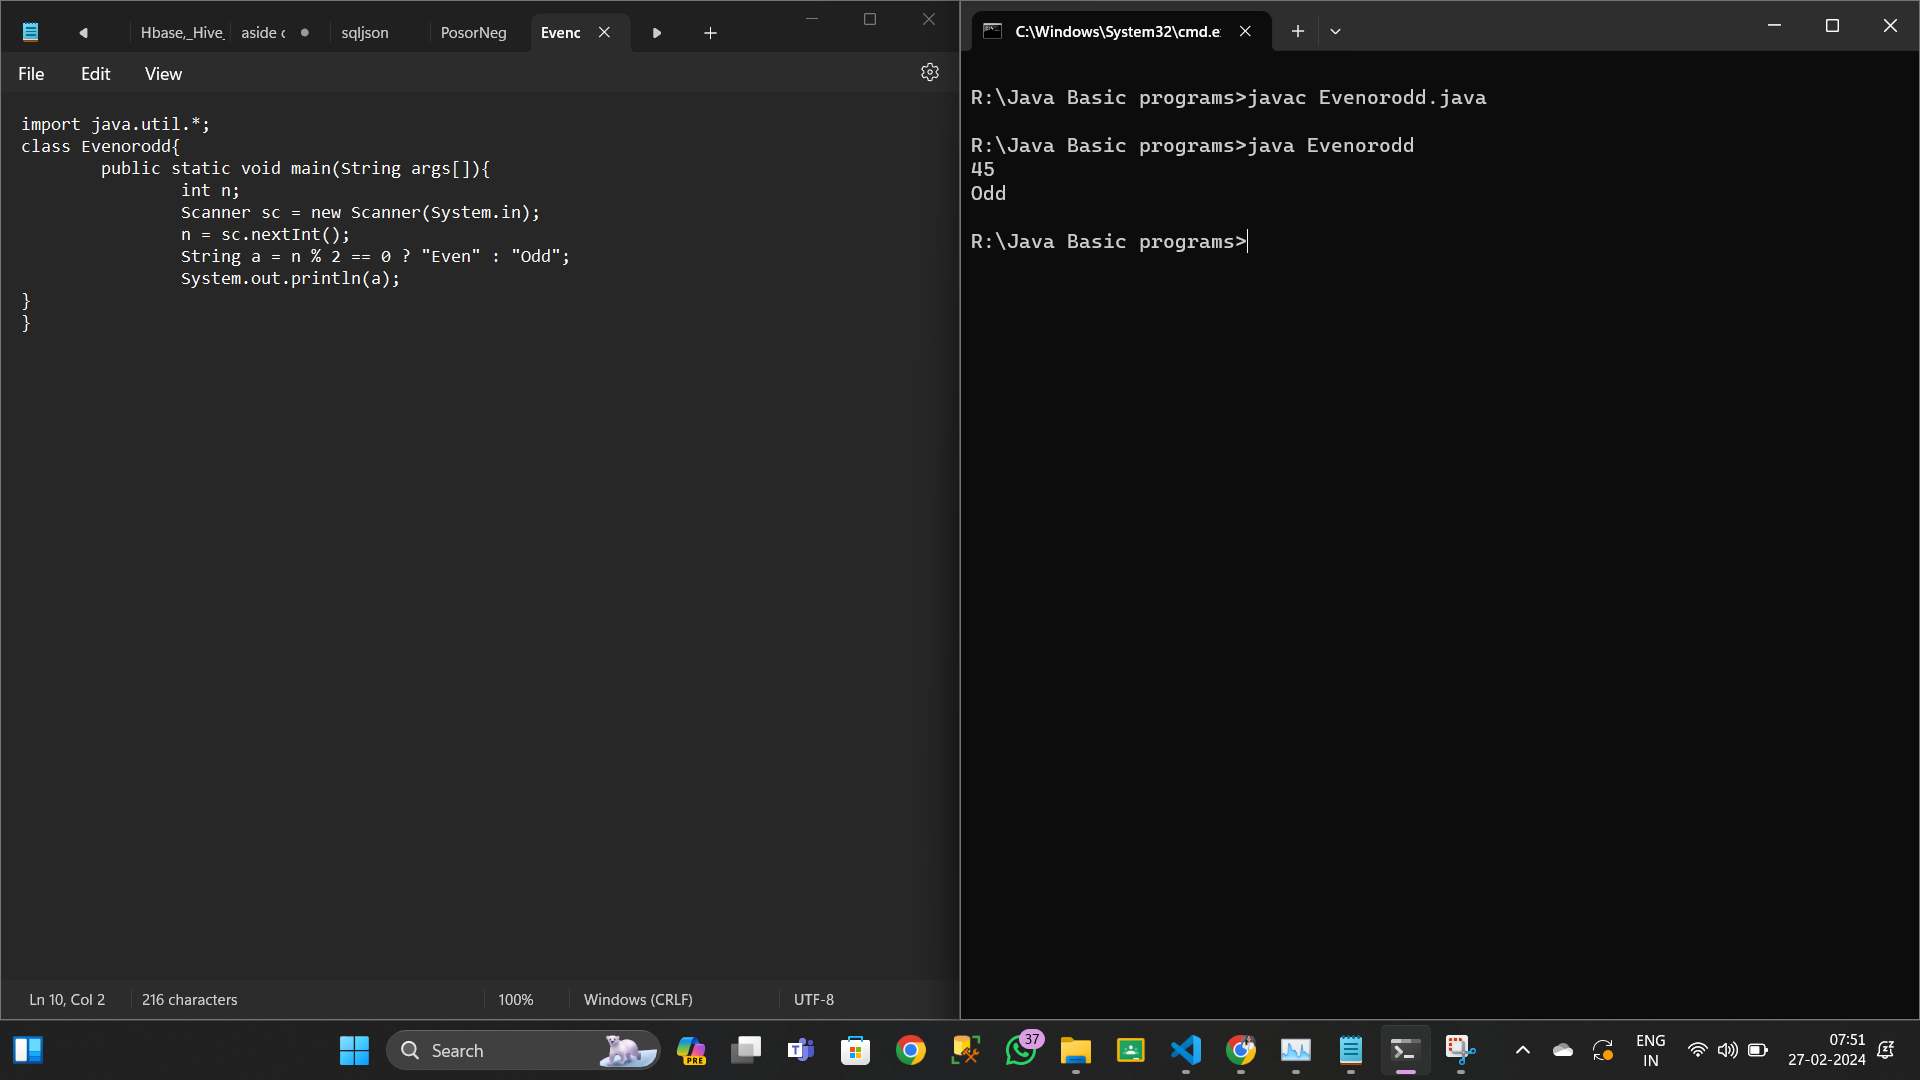 Hbase,_Hive_ aside c sqljson PosorNeg Evenc
File Edit View
import java.util.*;
class Evenorodd{
public static void main(String args[]){
int n;
Scanner sc = new Scanner(System.in);
n = sc.nextInt();
String a = n % 2 == 0 ? "Even" : "Odd";
System.out.println(a);
}
}
Ln 10, Col 2 216 characters 100% Windows (CRLF) UTF-8
C:\Windows\System32\cmd.e
R:\Java Basic programs>javac Evenorodd.java
R:\Java Basic programs>java Evenorodd
45
Odd
R:\Java Basic programs>
Search
PRE
37
ENG
IN
07:51
27-02-2024